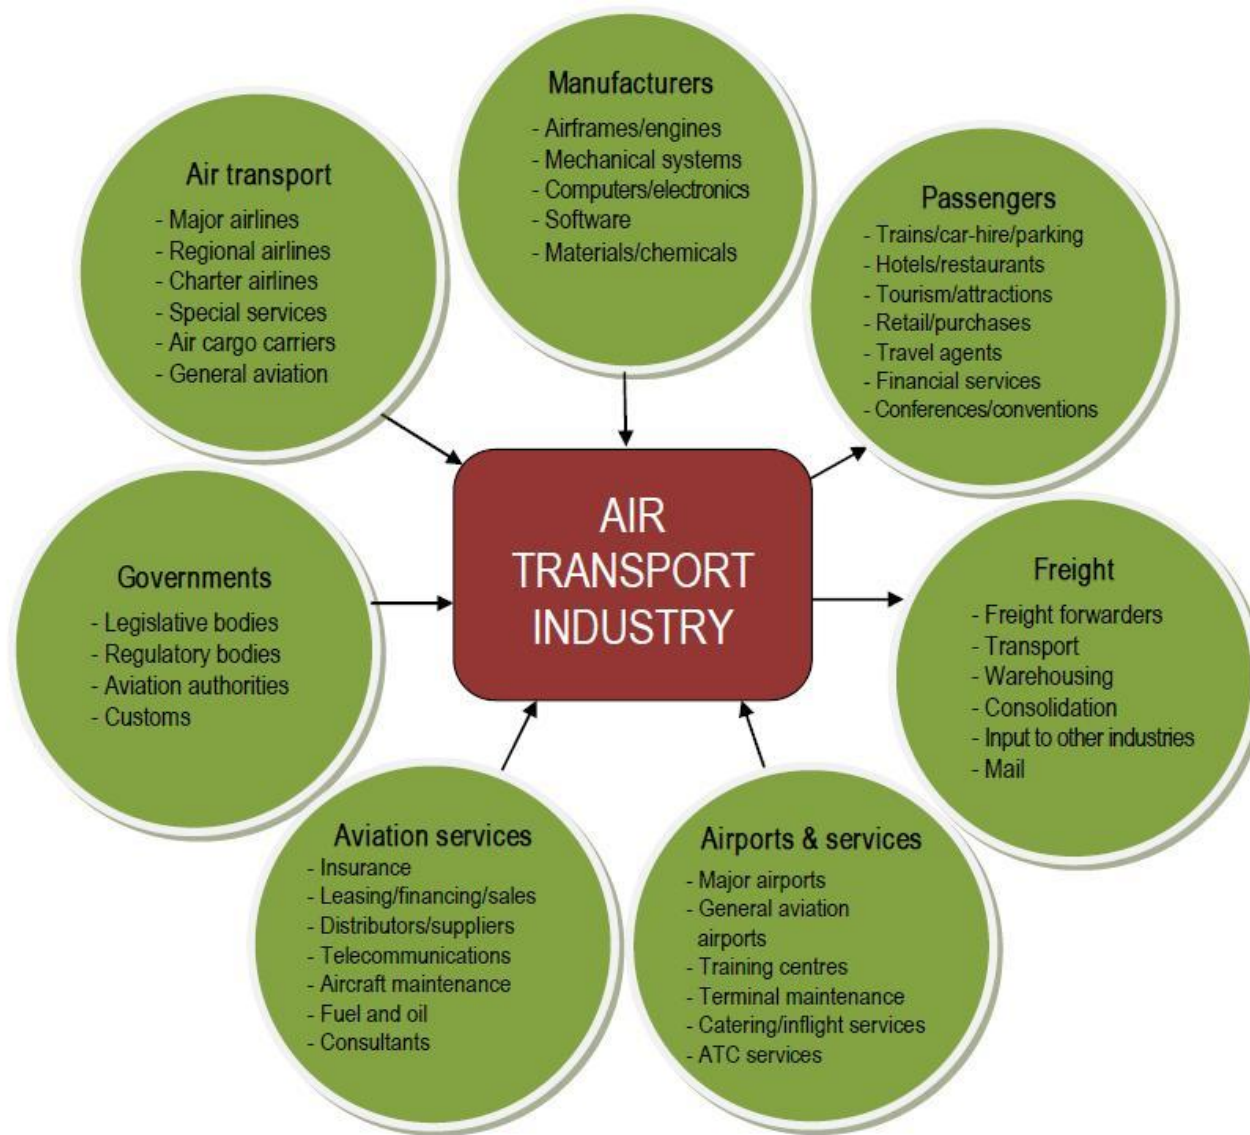 Manufacturers
- Airframes/engines
- Mechanical systems
- Computers/electronics
- Software
- Materials/chemicals
Air transport
- Major airlines
- Regional airlines
- Charter airlines
- Special services
- Air cargo carriers
- General aviation
Passengers
- Trains/car-hire/parking
- Hotels/restaurants
- Tourism/attractions
- Retail/purchases
- Travel agents
- Financial services
- Conferences/conventions
AIR
TRANSPORT
INDUSTRY
Governments
- Legislative bodies
- Regulatory bodies
- Aviation authorities
- Customs
Freight
- Freight forwarders
- Transport
- Warehousing
- Consolidation
- Input to other industries
- Mail
Aviation services
- Insurance
- Leasing/financing/sales
- Distributors/suppliers
- Telecommunications
- Aircraft maintenance
- Fuel and oil
- Consultants
Airports & services
- Major airports
- General aviation
airports
- Training centres
- Terminal maintenance
- Catering/inflight services
- ATC services